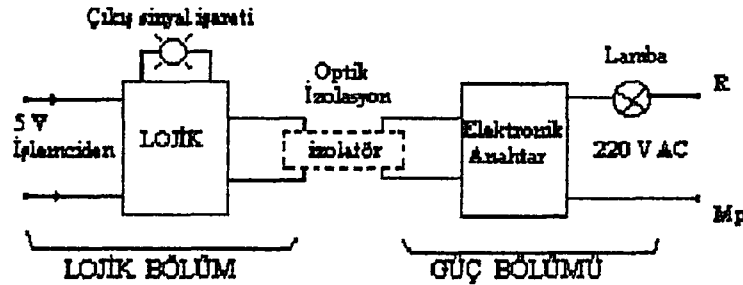 Çıkış sinyal işareti
Optik
İzolasyon
Lamba
R
5 V
İşlemciden
LOJİK
izolatör
Elektronik
Anahtar
220 V AC
Mp
LOJİK BÖLÜM
GÜÇ BÖLÜMÜ